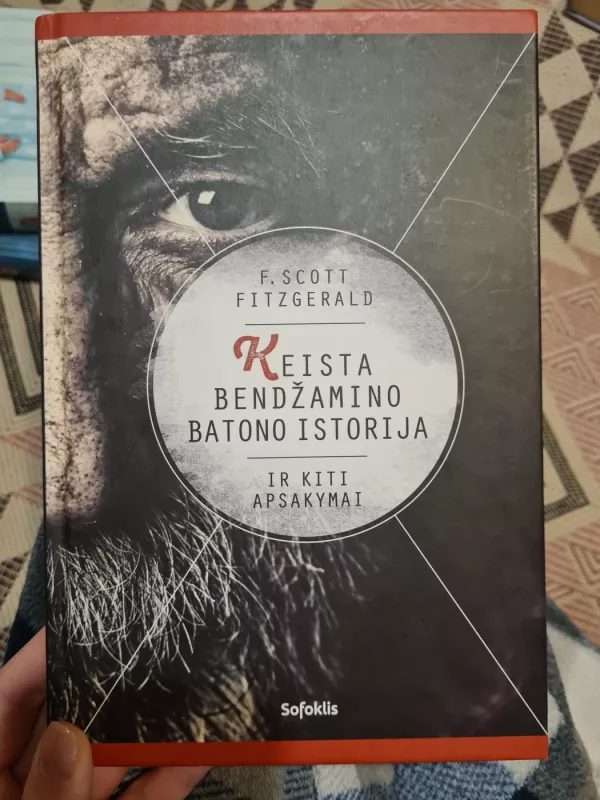 F. SCOTT
FITZGERALD
KEISTA
BENDŽAMINO
BATONO ISTORIJA
IR KITI
APSAKYMAI
Sofoklis